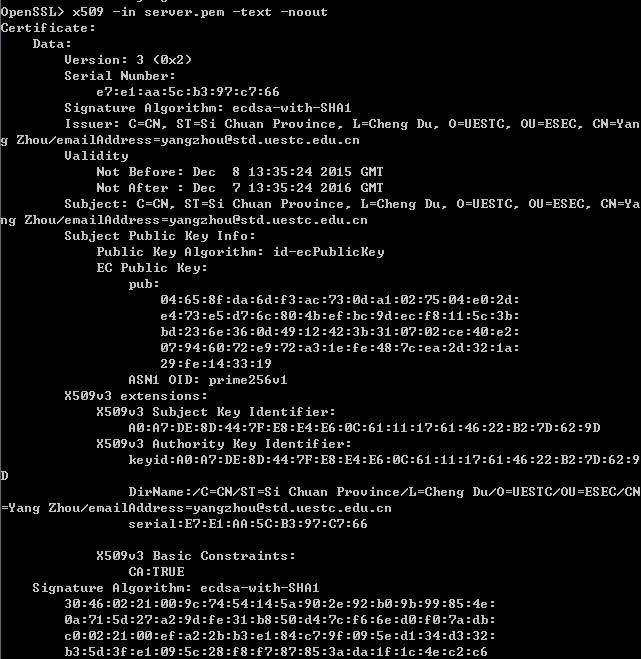 OpenSSL> x509 -in server.pem -text -noout
Certificate:
    Data:
        Version: 3 (0x2)
        Serial Number:
            e7:e1:aa:5c:b3:97:c7:66
        Signature Algorithm: ecdsa-with-SHA1
        Issuer: C=CN, ST=Si Chuan Province, L=Cheng Du, O=UESTC, OU=ESEC, CN=Yan
g Zhou/emailAddress=yangzhou@std.uestc.edu.cn
        Validity
            Not Before: Dec  8 13:35:24 2015 GMT
            Not After : Dec  7 13:35:24 2016 GMT
        Subject: C=CN, ST=Si Chuan Province, L=Cheng Du, O=UESTC, OU=ESEC, CN=Ya
ng Zhou/emailAddress=yangzhou@std.uestc.edu.cn
        Subject Public Key Info:
            Public Key Algorithm: id-ecPublicKey
            EC Public Key:
                pub:
                    04:65:8f:da:6d:f3:ac:73:0d:a1:02:75:04:e0:2d:
                    e4:73:e5:d7:6c:80:4b:ef:bc:9d:ec:f8:11:5c:3b:
                    bd:23:6e:36:0d:49:12:42:3b:31:07:02:ce:40:e2:
                    07:94:60:72:e9:72:a3:1e:fe:48:7c:ea:2d:32:1a:
                    29:fe:14:33:19
                ASN1 OID: prime256v1
        X509v3 extensions:
            X509v3 Subject Key Identifier:
                A0:A7:DE:8D:44:7F:E8:E4:E6:0C:61:11:17:61:46:22:B2:7D:62:9D
            X509v3 Authority Key Identifier:
                keyid:A0:A7:DE:8D:44:7F:E8:E4:E6:0C:61:11:17:61:46:22:B2:7D:62:9
D
                DirName:/C=CN/ST=Si Chuan Province/L=Cheng Du/O=UESTC/OU=ESEC/CN
=Yang Zhou/emailAddress=yangzhou@std.uestc.edu.cn
                serial:E7:E1:AA:5C:B3:97:C7:66
            X509v3 Basic Constraints:
                CA:TRUE
    Signature Algorithm: ecdsa-with-SHA1
        30:46:02:21:00:9c:74:54:14:5a:90:2e:92:b0:9b:99:85:4e:
        0a:71:5d:27:a2:9d:fe:31:b8:50:d4:7c:f6:6e:d0:f0:7a:db:
        c0:02:21:00:ef:a2:2b:b3:e1:84:c7:9f:09:5e:d1:34:d3:32:
        b3:5d:3f:e1:09:5c:28:f8:f7:87:85:3a:da:1f:1c:4e:c2:c6